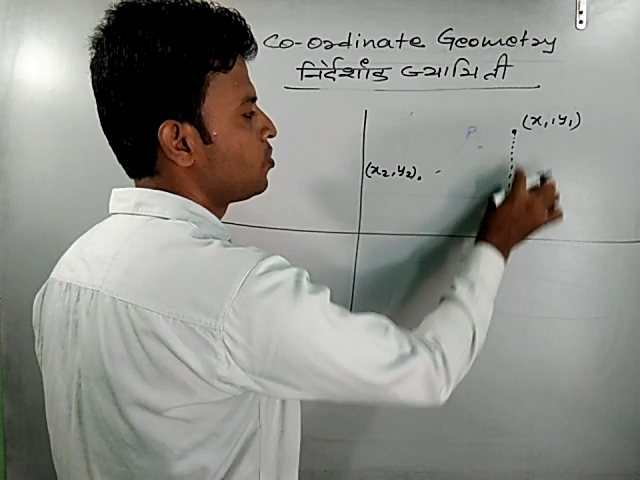 Co-ordinate Geometry
निर्देशांक ज्यामिती
(x₁, y₁)
(x₂, y₂)